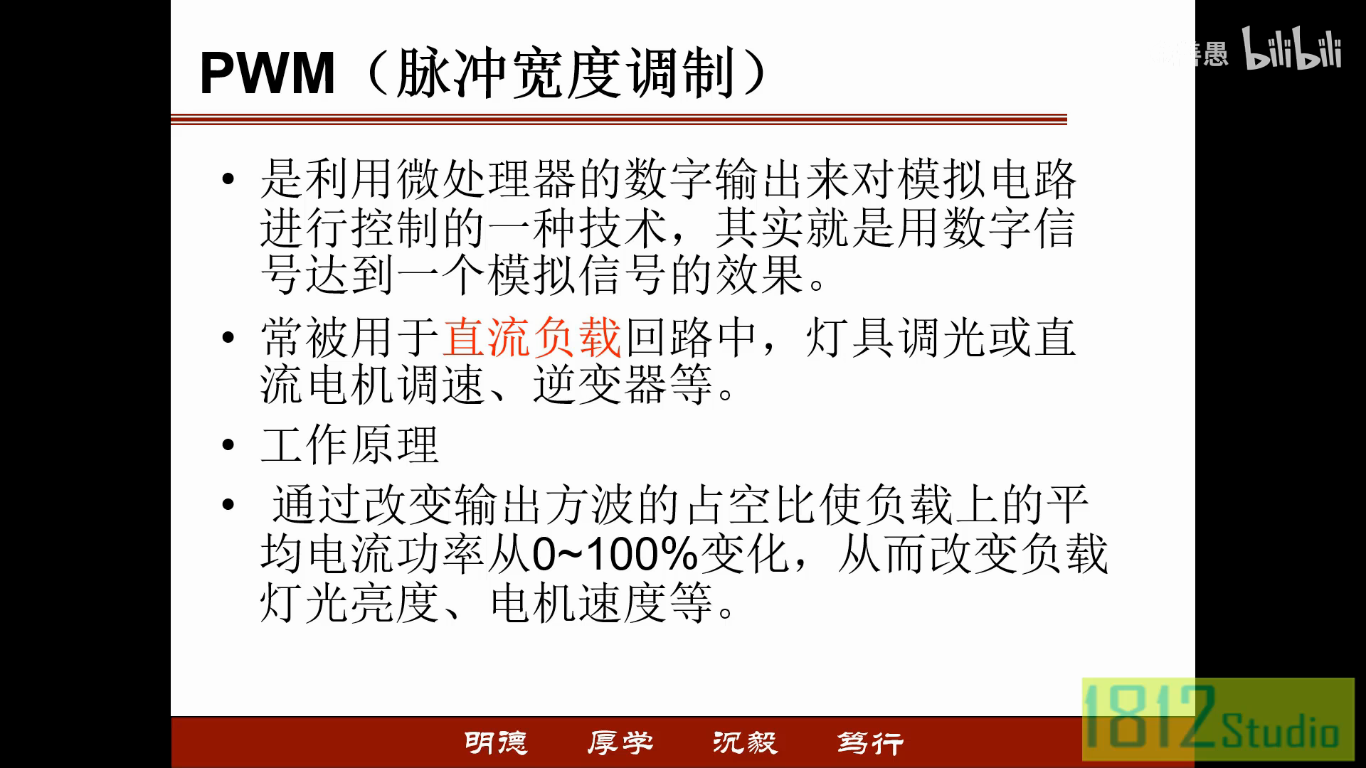 PWM（脉冲宽度调制）
善愚 bilibili
• 是利用微处理器的数字输出来对模拟电路
进行控制的一种技术，其实就是用数字信
号达到一个模拟信号的效果。
• 常被用于直流负载回路中，灯具调光或直
流电机调速、逆变器等。
• 工作原理
• 通过改变输出方波的占空比使负载上的平
均电流功率从0~100%变化，从而改变负载
灯光亮度、电机速度等。
明德 厚学 沉毅 笃行
1812 Studio